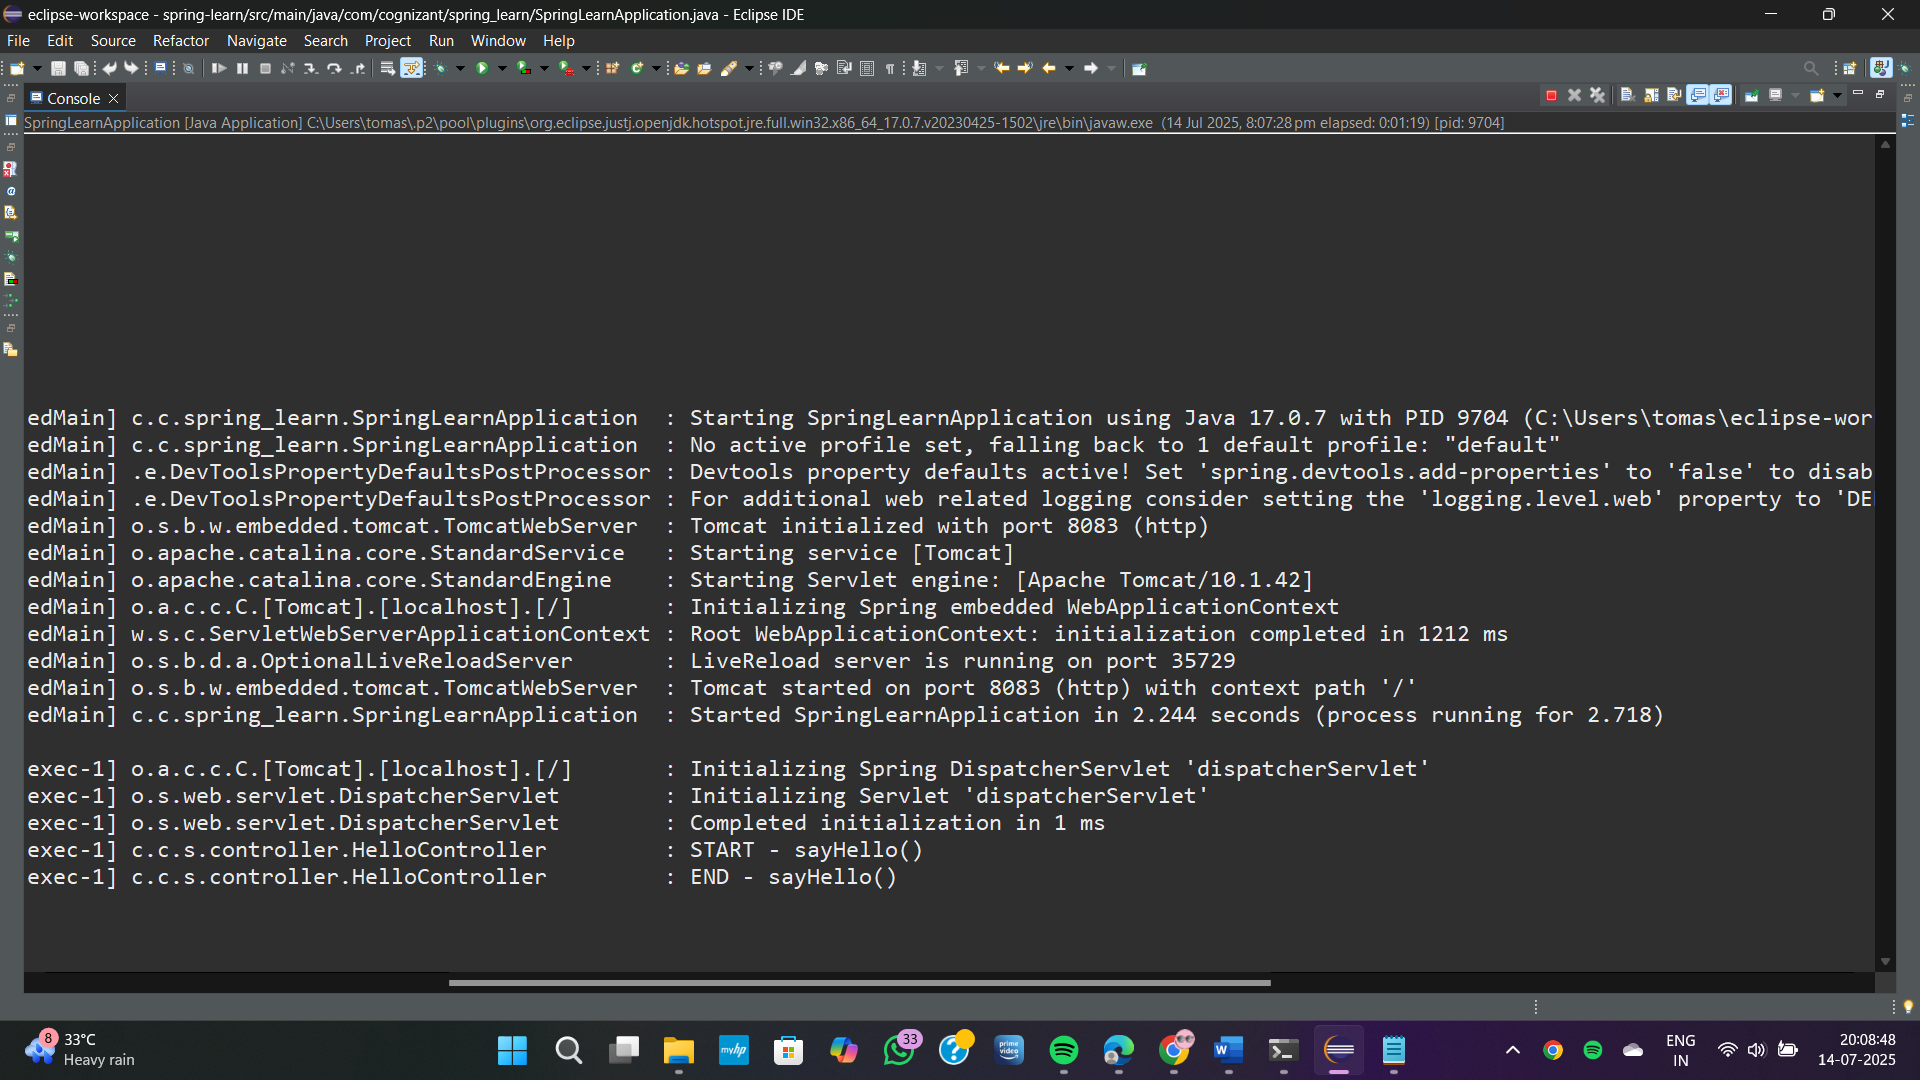 eclipse-workspace - spring-learn/src/main/java/com/cognizant/spring_learn/SpringLearnApplication.java - Eclipse IDE
File Edit Source Refactor Navigate Search Project Run Window Help
Console
SpringLearnApplication [Java Application] C:\Users\tomas\.p2\pool\plugins\org.eclipse.justj.openjdk.hotspot.jre.full.win32.x86_64_17.0.7.v20230425-1502\jre\bin\javaw.exe (14 Jul 2025, 8:07:28 pm elapsed: 0:01:19) [pid: 9704]
edMain] c.c.spring_learn.SpringLearnApplication : Starting SpringLearnApplication using Java 17.0.7 with PID 9704 (C:\Users\tomas\eclipse-wor
edMain] c.c.spring_learn.SpringLearnApplication : No active profile set, falling back to 1 default profile: "default"
edMain] .e.DevToolsPropertyDefaultsPostProcessor : Devtools property defaults active! Set 'spring.devtools.add-properties' to 'false' to disab
edMain] .e.DevToolsPropertyDefaultsPostProcessor : For additional web related logging consider setting the 'logging.level.web' property to 'DE
edMain] o.s.b.w.embedded.tomcat.TomcatWebServer : Tomcat initialized with port 8083 (http)
edMain] o.apache.catalina.core.StandardService : Starting service [Tomcat]
edMain] o.apache.catalina.core.StandardEngine : Starting Servlet engine: [Apache Tomcat/10.1.42]
edMain] o.a.c.c.C.[Tomcat].[localhost].[/] : Initializing Spring embedded WebApplicationContext
edMain] w.s.c.ServletWebServerApplicationContext : Root WebApplicationContext: initialization completed in 1212 ms
edMain] o.s.b.d.a.OptionalLiveReloadServer : LiveReload server is running on port 35729
edMain] o.s.b.w.embedded.tomcat.TomcatWebServer : Tomcat started on port 8083 (http) with context path '/'
edMain] c.c.spring_learn.SpringLearnApplication : Started SpringLearnApplication in 2.244 seconds (process running for 2.718)
exec-1] o.a.c.c.C.[Tomcat].[localhost].[/] : Initializing Spring DispatcherServlet 'dispatcherServlet'
exec-1] o.s.web.servlet.DispatcherServlet : Initializing Servlet 'dispatcherServlet'
exec-1] o.s.web.servlet.DispatcherServlet : Completed initialization in 1 ms
exec-1] c.c.s.controller.HelloController : START - sayHello()
exec-1] c.c.s.controller.HelloController : END - sayHello()
8
33°C
Heavy rain
myhp
33
prime video
ENG
IN
20:08:48
14-07-2025